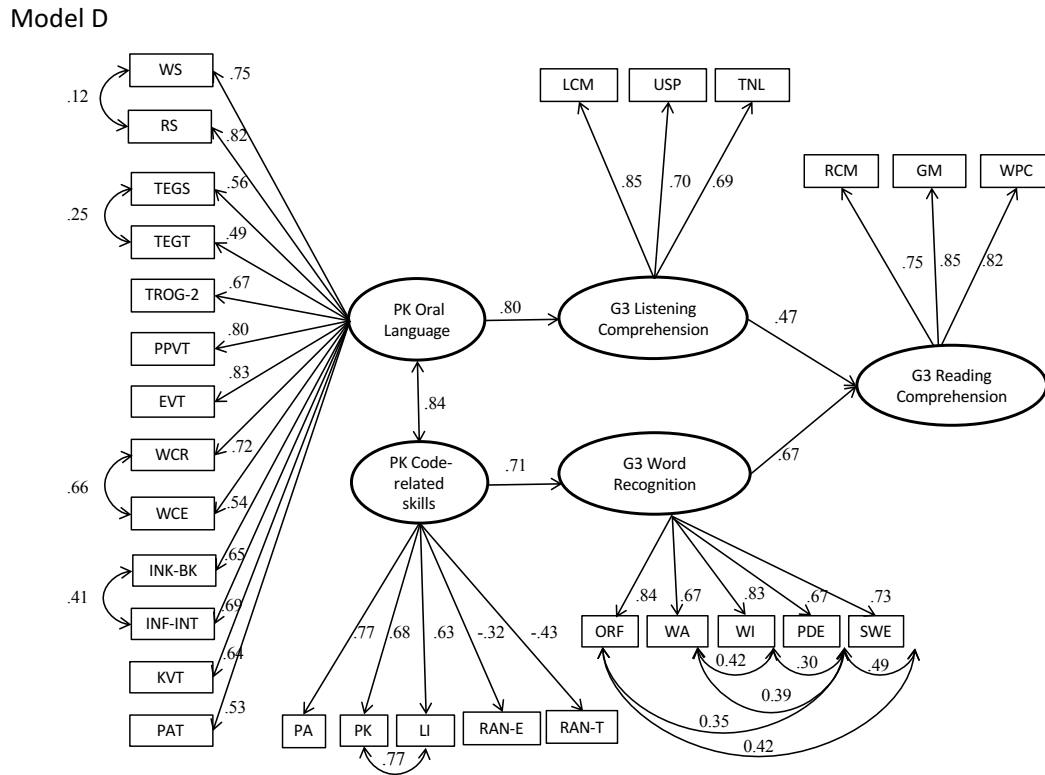 Model D
WS
.75
.12
RS
.82
TEGS
.56
.25
TEGT
.49
TROG-2
.67
PPVT
.80
EVT
.83
WCR
.72
.66
WCE
.54
INK-BK
.65
.41
INF-INT
.69
KVT
.64
PAT
.53
PK Oral
Language
.80
.84
PK Code-
related
skills
.71
.77
.68
.63
-.32
-.43
PA
PK
LI
RAN-E
RAN-T
.77
LCM
USP
TNL
.85
.70
.69
G3 Listening
Comprehension
.47
G3 Word
Recognition
.67
.84
.67
.83
.67
.73
ORF
WA
WI
PDE
SWE
0.42
.30
.49
0.39
0.35
0.42
RCM
GM
WPC
.75
.85
.82
G3 Reading
Comprehension